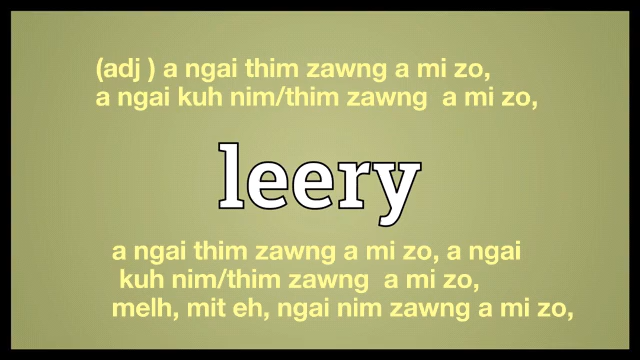 (adj ) a ngai thim zawng a mi zo,
a ngai kuh nim/thim zawng  a mi zo,
leery
a ngai thim zawng a mi zo, a ngai
kuh nim/thim zawng  a mi zo,
melh, mit eh, ngai nim zawng a mi zo,